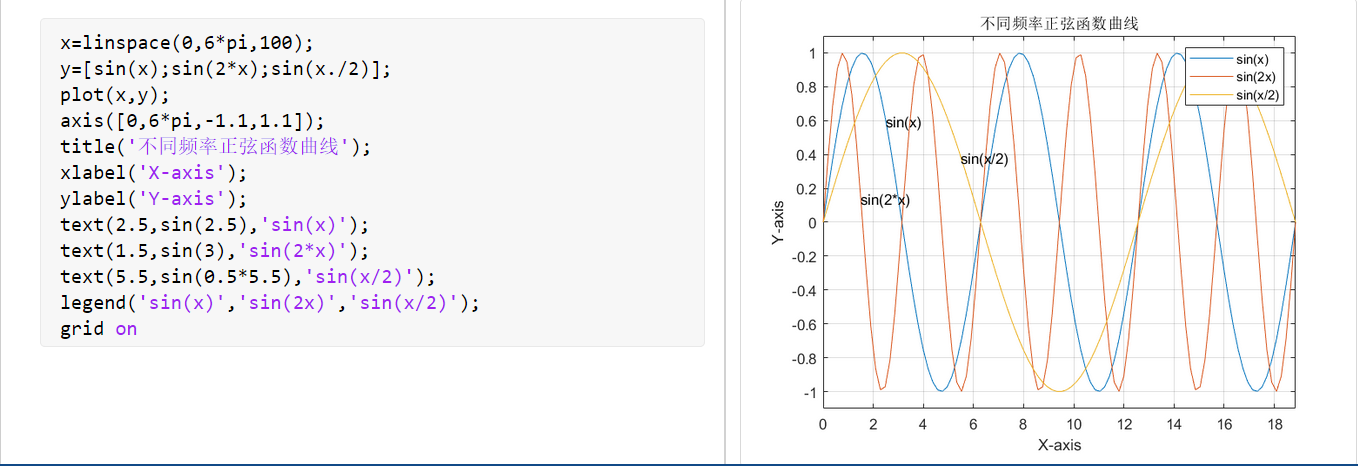 x=linspace(0,6*pi,100);
y=[sin(x);sin(2*x);sin(x./2)];
plot(x,y);
axis([0,6*pi,-1.1,1.1]);
title('不同频率正弦函数曲线');
xlabel('X-axis');
ylabel('Y-axis');
text(2.5,sin(2.5),'sin(x)');
text(1.5,sin(3),'sin(2*x)');
text(5.5,sin(0.5*5.5),'sin(x/2)');
legend('sin(x)','sin(2x)','sin(x/2)');
grid on
不同频率正弦函数曲线
sin(x)
sin(2x)
sin(x/2)
sin(x)
sin(x/2)
sin(2*x)
Y-axis
1
0.8
0.6
0.4
0.2
0
-0.2
-0.4
-0.6
-0.8
-1
0 2 4 6 8 10 12 14 16 18
X-axis